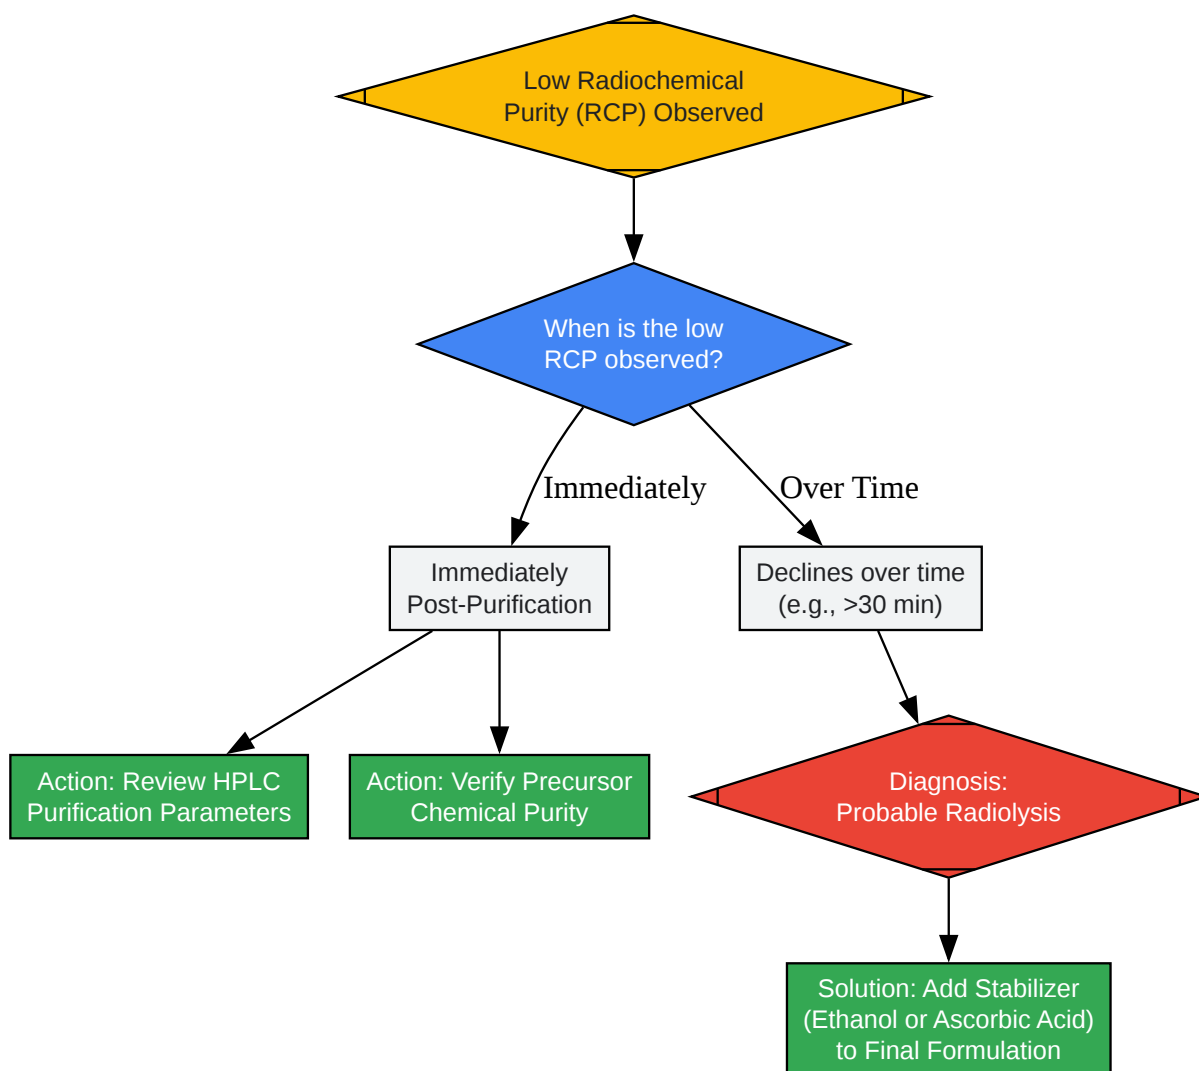 Low Radiochemical
Purity (RCP) Observed
When is the low
RCP observed?
Immediately
Over Time
Immediately
Post-Purification
Declines over time
(e.g., >30 min)
Action: Review HPLC
Purification Parameters
Action: Verify Precursor
Chemical Purity
Diagnosis:
Probable Radiolysis
Solution: Add Stabilizer
(Ethanol or Ascorbic Acid)
to Final Formulation